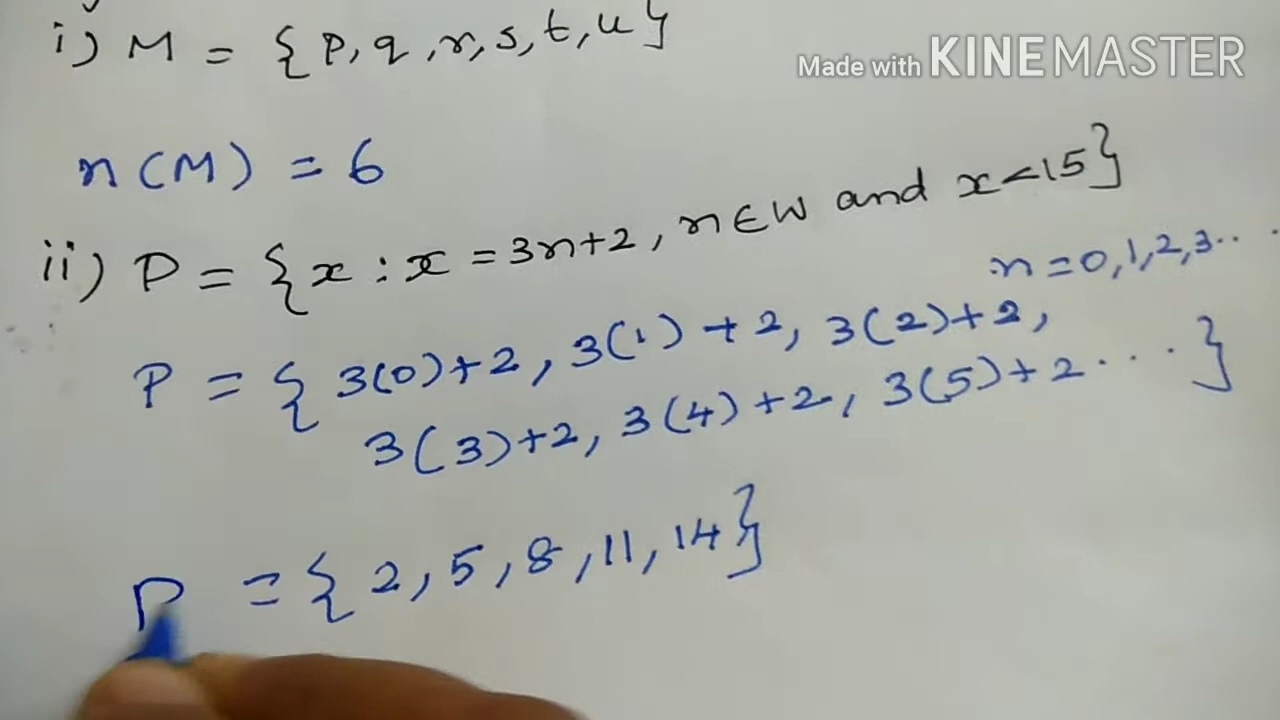 i) M = {p, q, r, s, t, u}
Made with KINEMASTER
n(M) = 6
ii) P = {x : x = 3n+2, n∈W and x<15}
n=0,1,2,3...
P = {3(0)+2, 3(1)+2, 3(2)+2,
3(3)+2, 3(4)+2, 3(5)+2...}
P = {2, 5, 8, 11, 14}